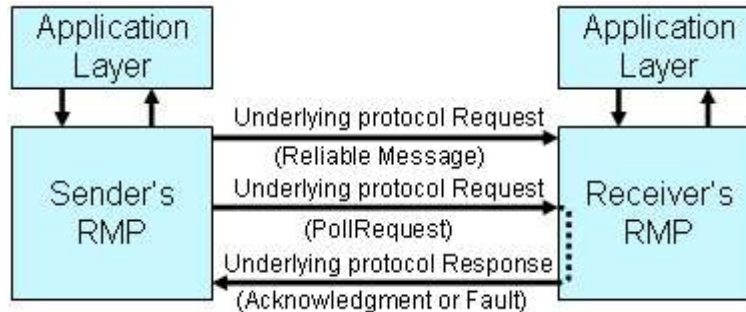 Application
Layer
Application
Layer
Underlying protocol Request
(Reliable Message)
Underlying protocol Request
(PollRequest)
Underlying protocol Response
(Acknowledgment or Fault)
Sender's
RMP
Receiver's
RMP